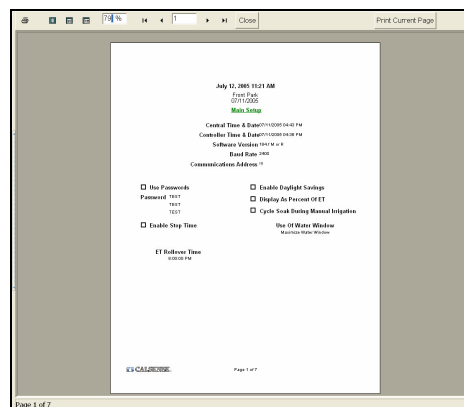 79 %
1
Close
Print Current Page
July 12, 2005 11:21 AM
Front Park
07/11/2005
Main Setup
Central Time & Date 07/11/2005 04:42 PM
Controller Time & Date 07/11/2005 04:38 PM
Software Version
Baud Rate 2400
Communications Address
Use Passwords
Enable Daylight Savings
Password TEST
TEST
TEST
Display As Percent Of ET
Cycle Soak During Manual Irrigation
Enable Stop Time
Use Of Water Window
Maximize Water Window
ET Rollover Time
8:00:00 PM
CALSENSE
Page 1 of 7
Page 1 of 7